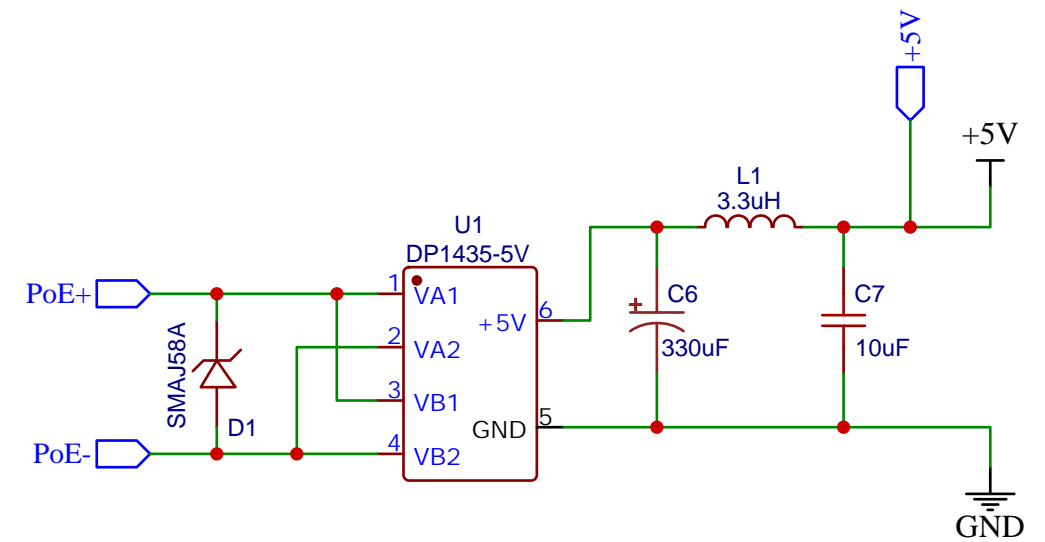 +5V
+5V
L1
3.3uH
U1
DP1435-5V
PoE+
1
VA1
C6
C7
+5V
6
2
VA2
SMAJ58A
330uF
10uF
3
VB1
D1
GND
5
PoE-
4
VB2
GND